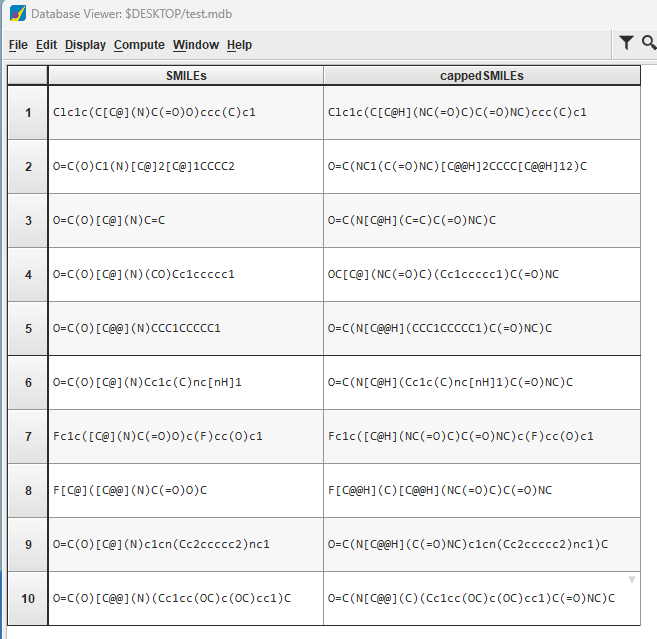 Database Viewer: $DESKTOP/test.mdb
File Edit Display Compute Window Help
SMILEs cappedSMILEs
1 Clc1c(C[C@](N)C(=O)O)ccc(C)c1 Clc1c(C[C@H](NC(=O)C)C(=O)NC)ccc(C)c1
2 O=C(O)C1(N)[C@]2[C@]1CCCC2 O=C(NC1(C(=O)NC)[C@@H]2CCCC[C@@H]12)C
3 O=C(O)[C@](N)C=C O=C(N[C@H](C=C)C(=O)NC)C
4 O=C(O)[C@](N)(CO)Cc1ccccc1 OC[C@](NC(=O)C)(Cc1ccccc1)C(=O)NC
5 O=C(O)[C@@](N)CCC1CCCCC1 O=C(N[C@@H](CCC1CCCCC1)C(=O)NC)C
6 O=C(O)[C@](N)Cc1c(C)nc[nH]1 O=C(N[C@H](Cc1c(C)nc[nH]1)C(=O)NC)C
7 Fc1c([C@](N)C(=O)O)c(F)cc(O)c1 Fc1c([C@H](NC(=O)C)C(=O)NC)c(F)cc(O)c1
8 F[C@]([C@@](N)C(=O)O)C F[C@@H](C)[C@@H](NC(=O)C)C(=O)NC
9 O=C(O)[C@](N)c1cn(Cc2ccccc2)nc1 O=C(N[C@@H](C(=O)NC)c1cn(Cc2ccccc2)nc1)C
10 O=C(O)[C@@](N)(Cc1cc(OC)c(OC)cc1)C O=C(N[C@@](C)(Cc1cc(OC)c(OC)cc1)C(=O)NC)C